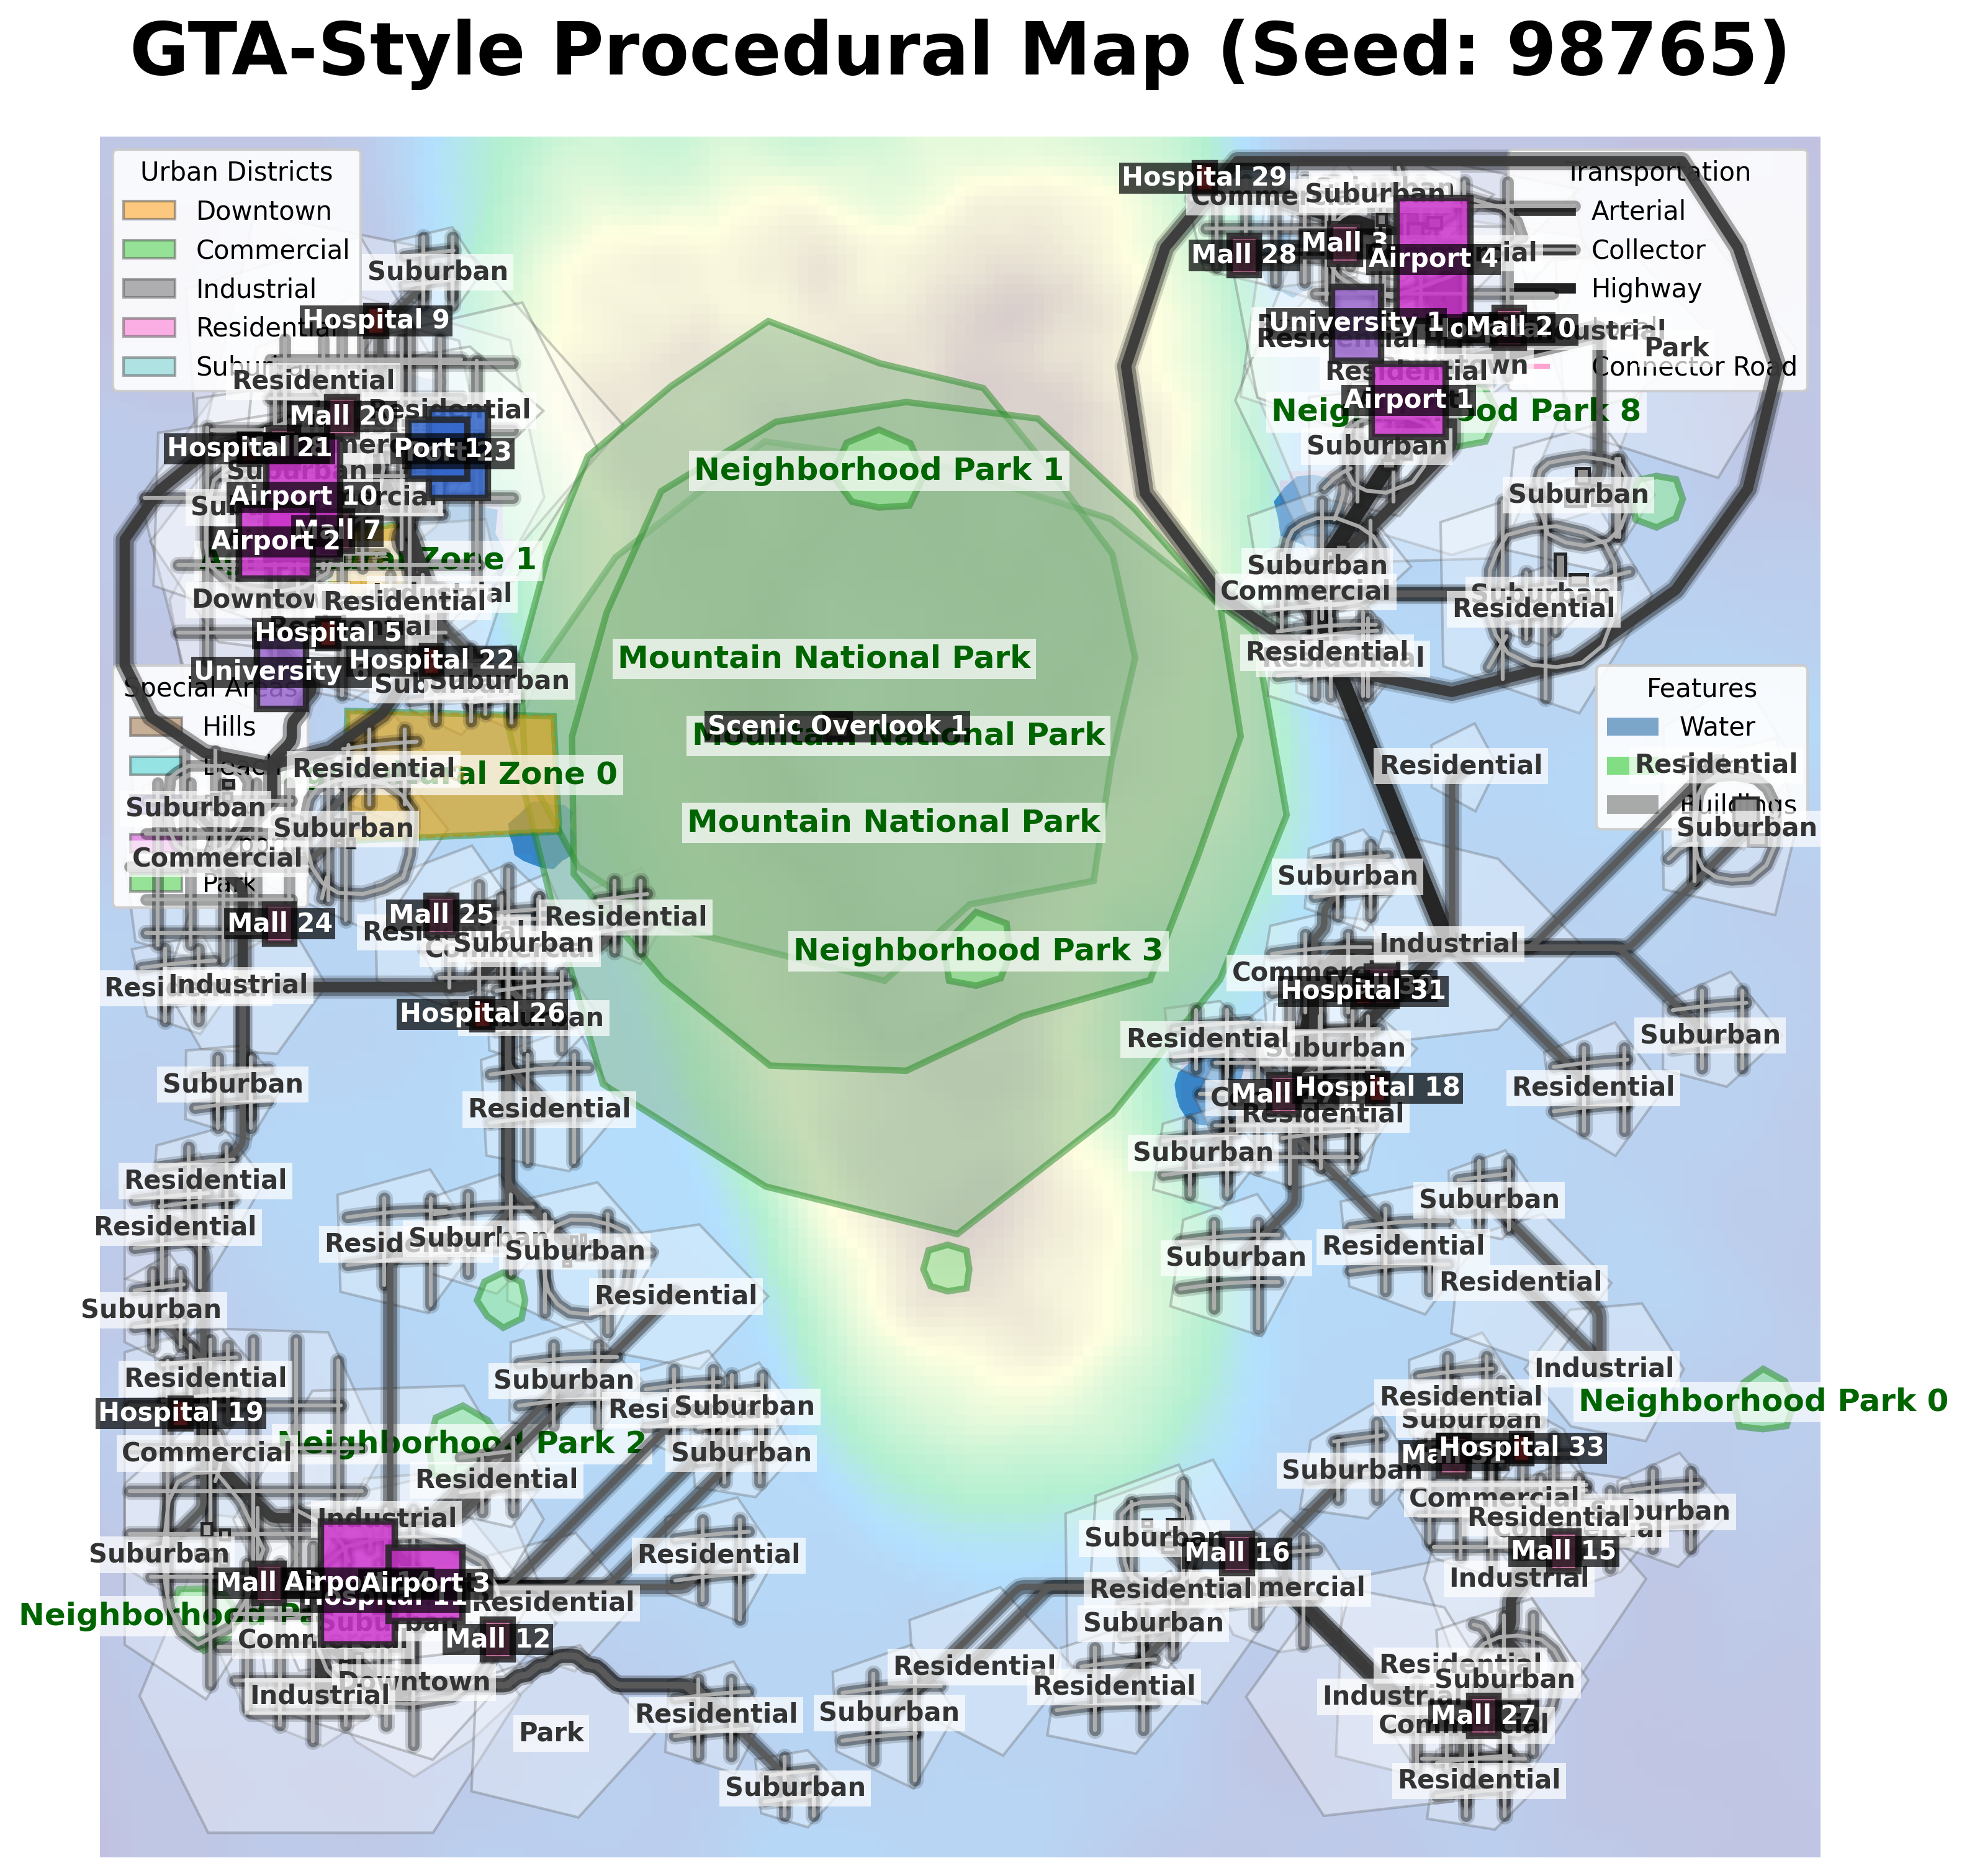 GTA-Style Procedural Map (Seed: 98765)
Urban Districts
Downtown
Commercial
Industrial
Residential
Transportation
Arterial
Collector
Highway
Connector Road
Special Areas
Hills
Park
Features
Water
Buildings
Hospital 29
Suburban
Mall 28
Mall 3
Airport 4
University 1
Mall 2
Park
Residential
Airport 1
Neighborhood Park 8
Suburban
Suburban
Hospital 9
Residential
Mall 20
Residential
Hospital 21
Port 1
Suburban
Airport 10
Mall 7
Airport 2
Zone 1
Residential
Hospital 5
Hospital 22
University
Suburban
Neighborhood Park 1
Mountain National Park
Scenic Overlook 1
Mountain National Park
Mountain National Park
Neighborhood Park 3
Suburban
Commercial
Suburban
Residential
Residential
Residential
Residential
Suburban
Residential
Zone 0
Suburban
Suburban
Commercial
Mall 24
Mall 25
Residential
Suburban
Industrial
Hospital 26
Suburban
Residential
Suburban
Industrial
Commercial
Hospital 31
Residential
Suburban
Suburban
Residential
Mall
Hospital 18
Residential
Suburban
Residential
Residential
Suburban
Suburban
Residential
Suburban
Residential
Suburban
Suburban
Residential
Residential
Industrial
Residential
Hospital 19
Commercial
Neighborhood Park 2
Suburban
Residential
Suburban
Suburban
Residential
Industrial
Suburban
Mall
Airport 3
Hospital 11
Neighborhood
Residential
Residential
Commercial
Mall 12
Downtown
Industrial
Park
Residential
Suburban
Suburban
Residential
Residential
Suburban
Residential
Mall 16
Suburban
Suburban
Residential
Suburban
Neighborhood Park 0
Hospital 33
Commercial
Residential
Suburban
Mall 15
Industrial
Residential
Suburban
Industrial
Mall 27
Residential